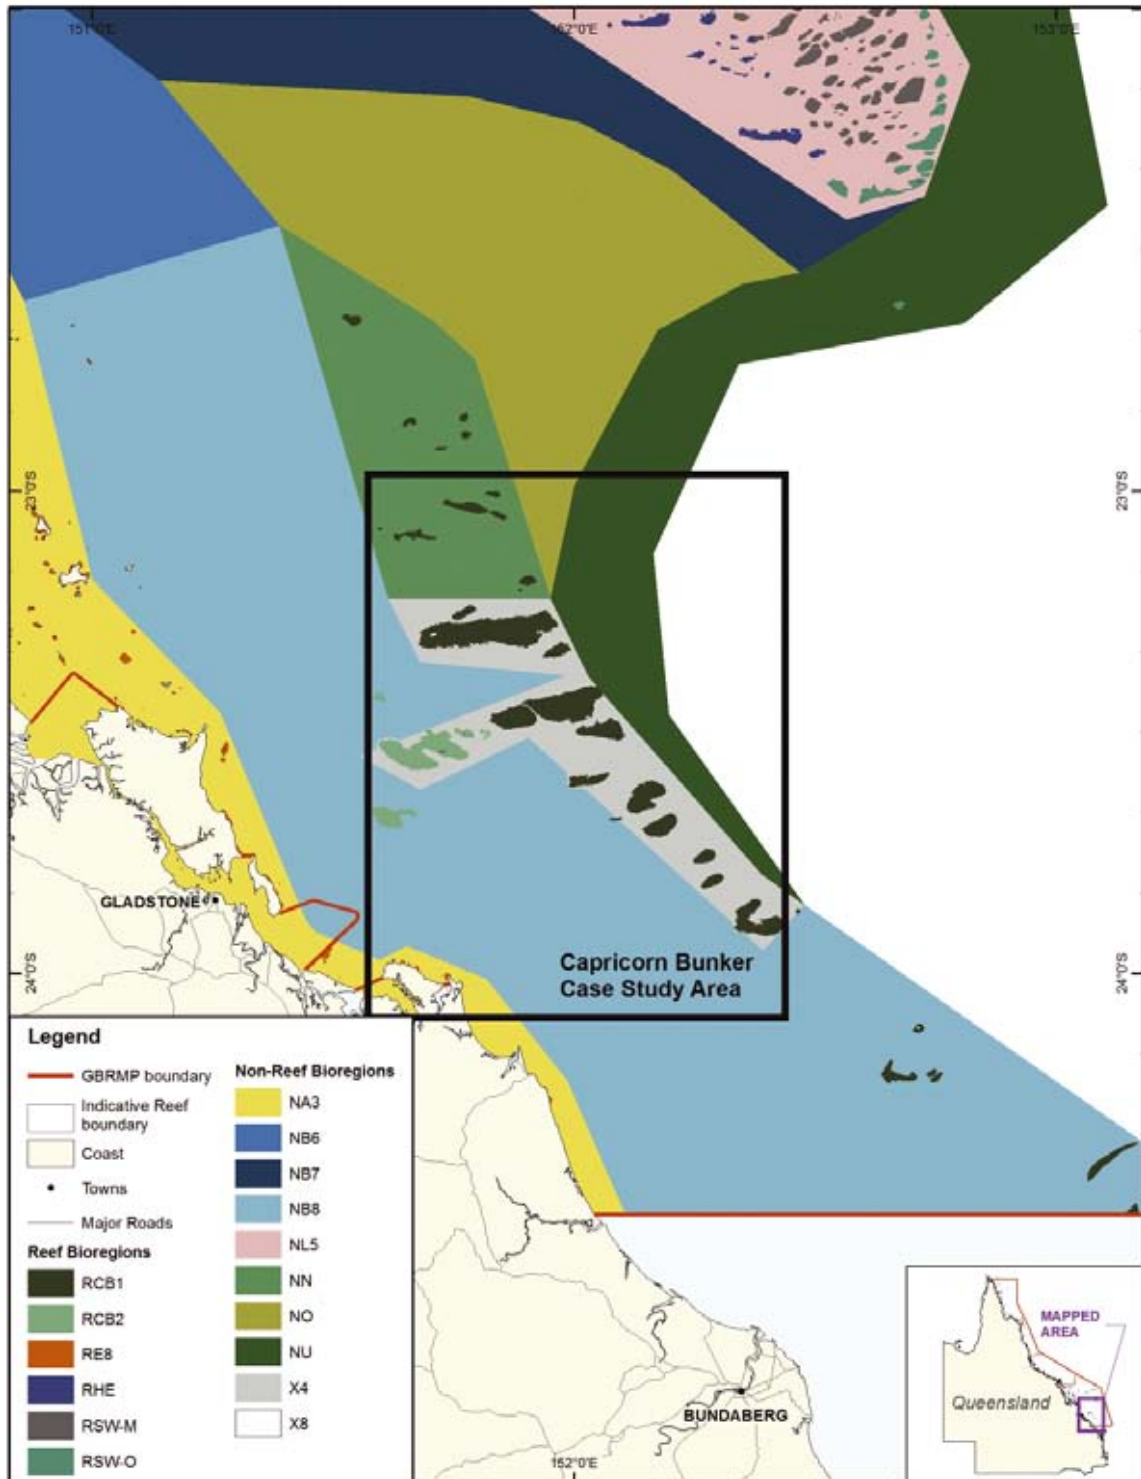 151°0'E
152°0'E
153°0'E
23°0'S
23°0'S
GLADSTONE
24°0'S
24°0'S
Capricorn Bunker
Case Study Area
Legend
GBRMP boundary
Indicative Reef
boundary
Coast
Towns
Major Roads
Reef Bioregions
RCB1
RCB2
RE8
RHE
RSW-M
RSW-O
Non-Reef Bioregions
NA3
NB6
NB7
NB8
NL5
NN
NO
NU
X4
X8
BUNDABERG
152°0'E
MAPPED
AREA
Queensland